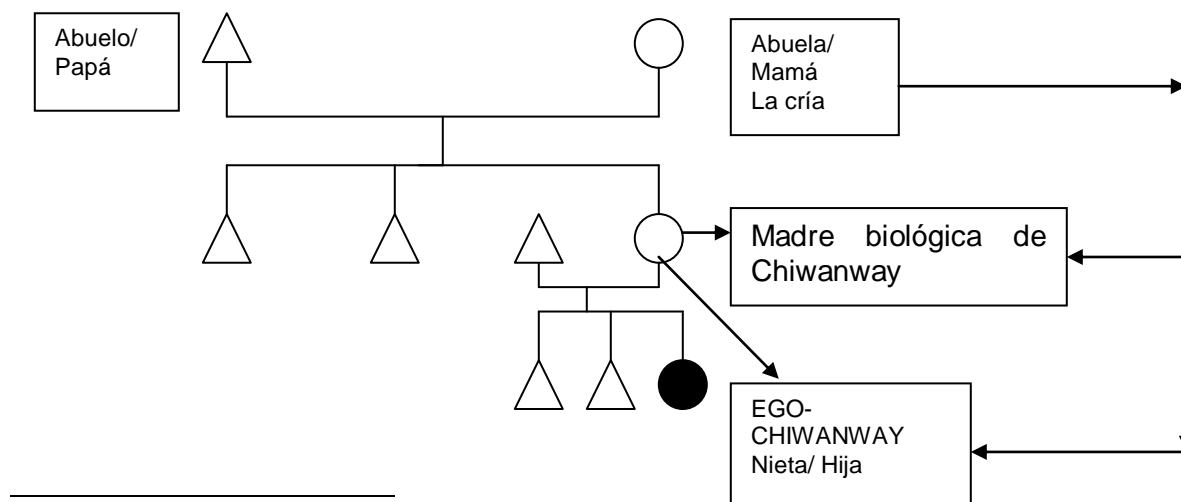 Abuelo/
Papá
Abuela/
Mamá
La cría
Madre biológica de
Chiwanway
EGO-
CHIWANWAY
Nieta/ Hija